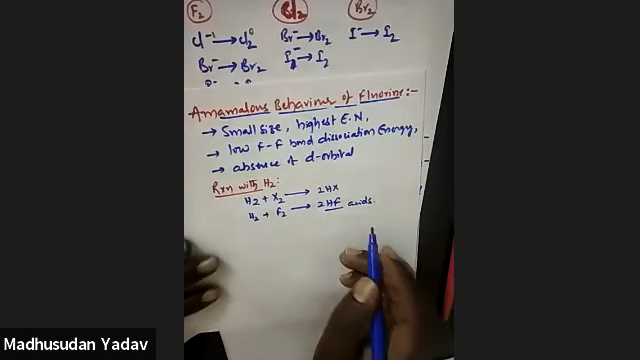 F2 Cl2 Br2
Cl⁻¹ → Cl2⁰ Br⁻ → Br2 I⁻ → I2
Br⁻ → Br2 I⁻ → I2
Anamalous Behaviour of Fluorine:-
→ Small size, highest E.N,
→ low F-F bond dissociation Energy,
→ absence of d-orbital
Rxn with H2:
H2 + X2 → 2HX
H2 + F2 → 2HF acids.
Madhusudan Yadav